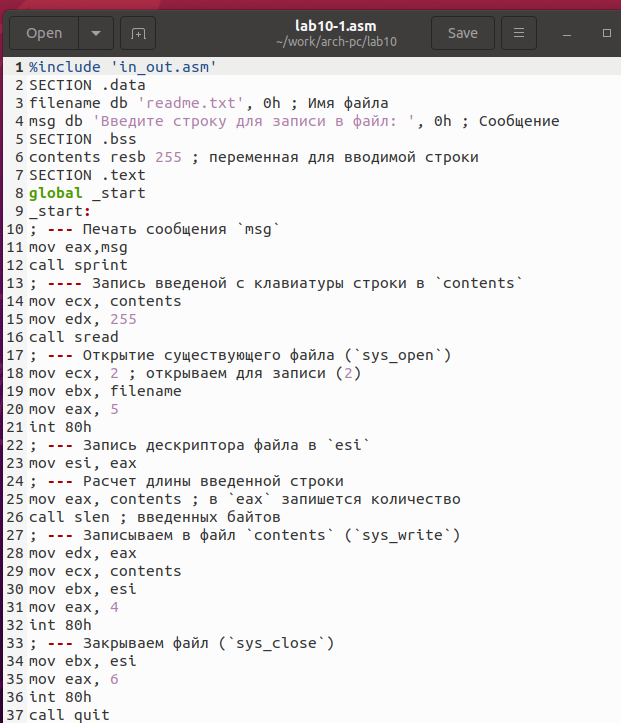 Open
lab10-1.asm
~/work/arch-pc/lab10
Save
1 %include 'in_out.asm'
2 SECTION .data
3 filename db 'readme.txt', 0h ; Имя файла
4 msg db 'Введите строку для записи в файл: ', 0h ; Сообщение
5 SECTION .bss
6 contents resb 255 ; переменная для вводимой строки
7 SECTION .text
8 global _start
9 _start:
10 ; --- Печать сообщения `msg`
11 mov eax,msg
12 call sprint
13 ; ---- Запись введеной с клавиатуры строки в `contents`
14 mov ecx, contents
15 mov edx, 255
16 call sread
17 ; --- Открытие существующего файла (`sys_open`)
18 mov ecx, 2 ; открываем для записи (2)
19 mov ebx, filename
20 mov eax, 5
21 int 80h
22 ; --- Запись дескриптора файла в `esi`
23 mov esi, eax
24 ; --- Расчет длины введенной строки
25 mov eax, contents ; в `eax` запишется количество
26 call slen ; введенных байтов
27 ; --- Записываем в файл `contents` (`sys_write`)
28 mov edx, eax
29 mov ecx, contents
30 mov ebx, esi
31 mov eax, 4
32 int 80h
33 ; --- Закрываем файл (`sys_close`)
34 mov ebx, esi
35 mov eax, 6
36 int 80h
37 call quit